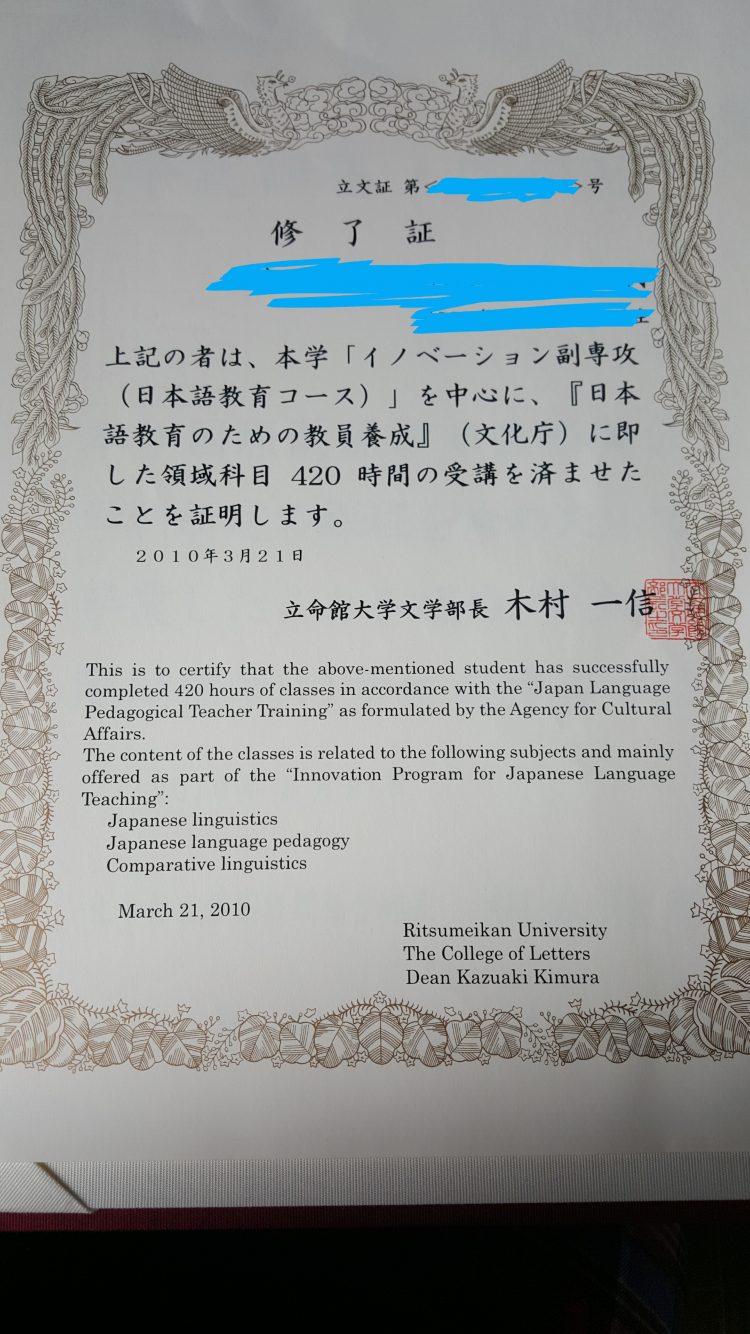 立文証 第< >号
修了証
上記の者は、本学「イノベーション副専攻
（日本語教育コース）」を中心に、『日本
語教育のための教員養成』（文化庁）に即
した領域科目 420 時間の受講を済ませた
ことを証明します。
2010年3月21日
立命館大学文学部長 木村 一信
This is to certify that the above-mentioned student has successfully
completed 420 hours of classes in accordance with the “Japan Language
Pedagogical Teacher Training” as formulated by the Agency for Cultural
Affairs.
The content of the classes is related to the following subjects and mainly
offered as part of the “Innovation Program for Japanese Language
Teaching”:
Japanese linguistics
Japanese language pedagogy
Comparative linguistics
March 21, 2010
Ritsumeikan University
The College of Letters
Dean Kazuaki Kimura